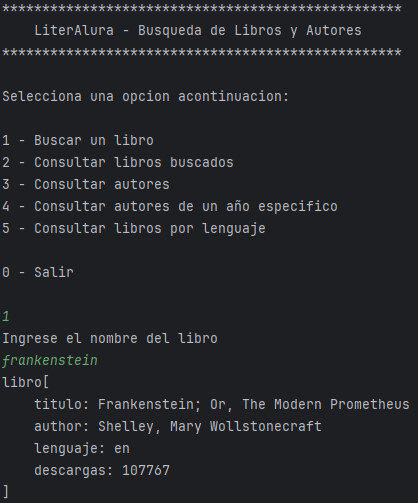 **************************************************
LiterAlura - Busqueda de Libros y Autores
**************************************************
Selecciona una opcion acontinuacion:
1 - Buscar un libro
2 - Consultar libros buscados
3 - Consultar autores
4 - Consultar autores de un año especifico
5 - Consultar libros por lenguaje
0 - Salir
1
Ingrese el nombre del libro
frankenstein
libro[
titulo: Frankenstein; Or, The Modern Prometheus
author: Shelley, Mary Wollstonecraft
lenguaje: en
descargas: 107767
]